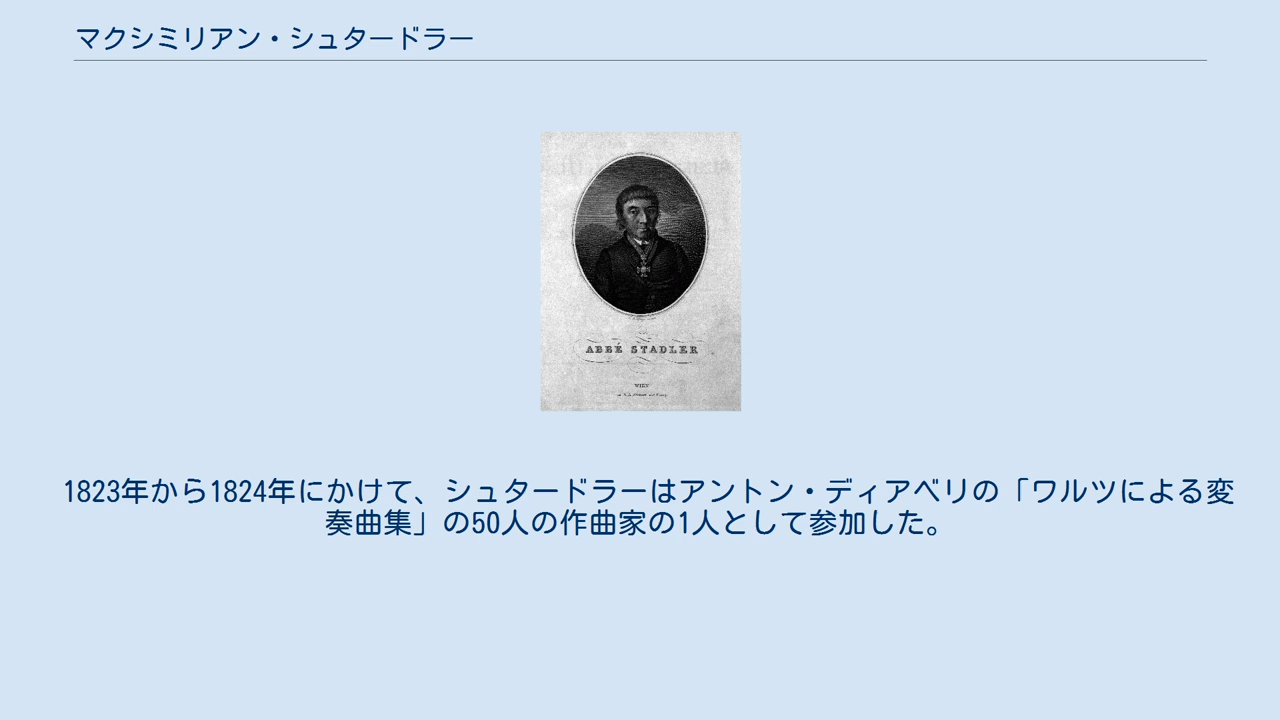 マクシミリアン・シュタードラー
ABBÉ STADLER
WIEN
1823年から1824年にかけて、シュタードラーはアントン・ディアベリの「ワルツによる変
奏曲集」の50人の作曲家の1人として参加した。